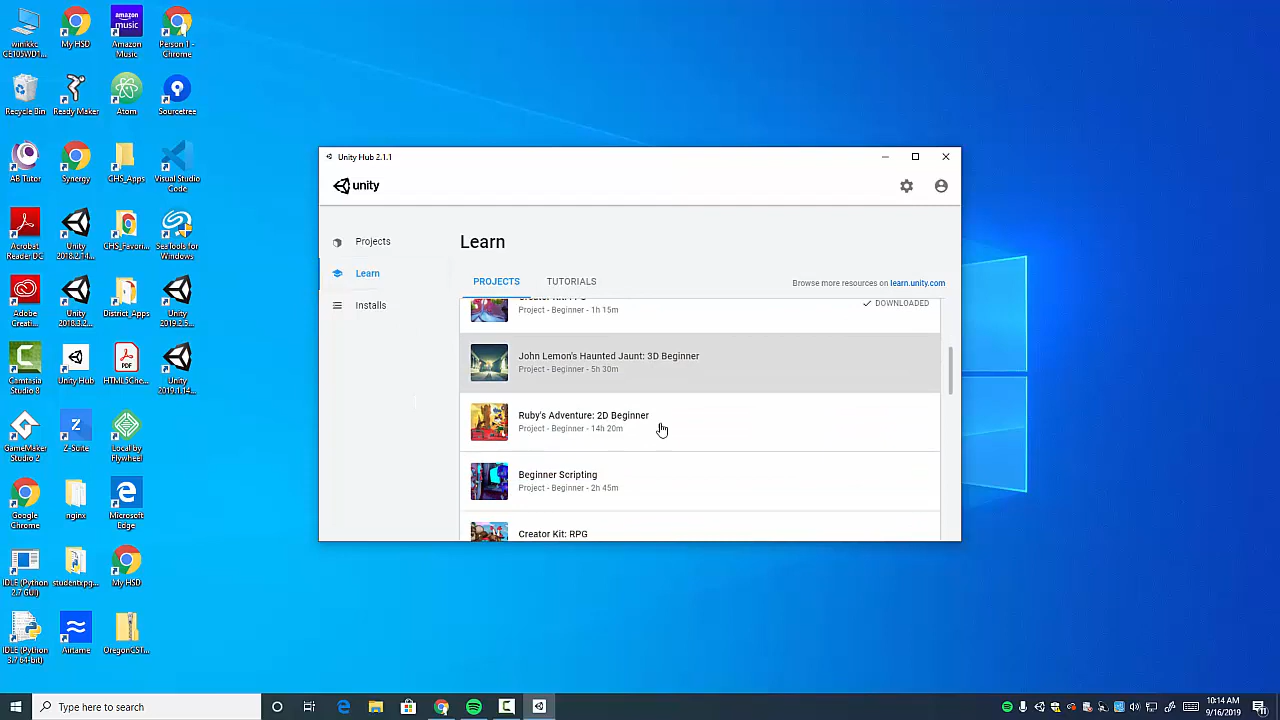 winikkc
CE105WD1...
My HSD
Amazon
Music
Person 1 -
Chrome
amazon
music
Recycle Bin
Ready Maker
Atom
Sourcetree
AB Tutor
Synergy
CHS_Apps
Visual Studio
Code
Acrobat
Reader DC
Unity
2018.2.14...
CHS_Favori...
SeaTools for
Windows
Adobe
Creati...
Unity
2018.3.2...
District_Apps
Unity
2019.2.5...
Camtasia
Studio 8
Unity Hub
PDF
HTML5Che...
Unity
2019.1.14...
GameMaker
Studio 2
Z
Z-Suite
Local by
Flywheel
Google
Chrome
nginx
Microsoft
Edge
IDLE (Python
2.7 GUI)
studentxpg...
My HSD
IDLE (Python
3.7 64-bit)
Airtame
OregonCST...
Unity Hub 2.1.1
unity
Projects
Learn
Installs
Learn
PROJECTS
TUTORIALS
Browse more resources on learn.unity.com
DOWNLOADED
Project - Beginner - 1h 15m
John Lemon's Haunted Jaunt: 3D Beginner
Project - Beginner - 5h 30m
Ruby's Adventure: 2D Beginner
Project - Beginner - 14h 20m
Beginner Scripting
Project - Beginner - 2h 45m
Creator Kit: RPG
Type here to search
10:14 AM
9/16/2019